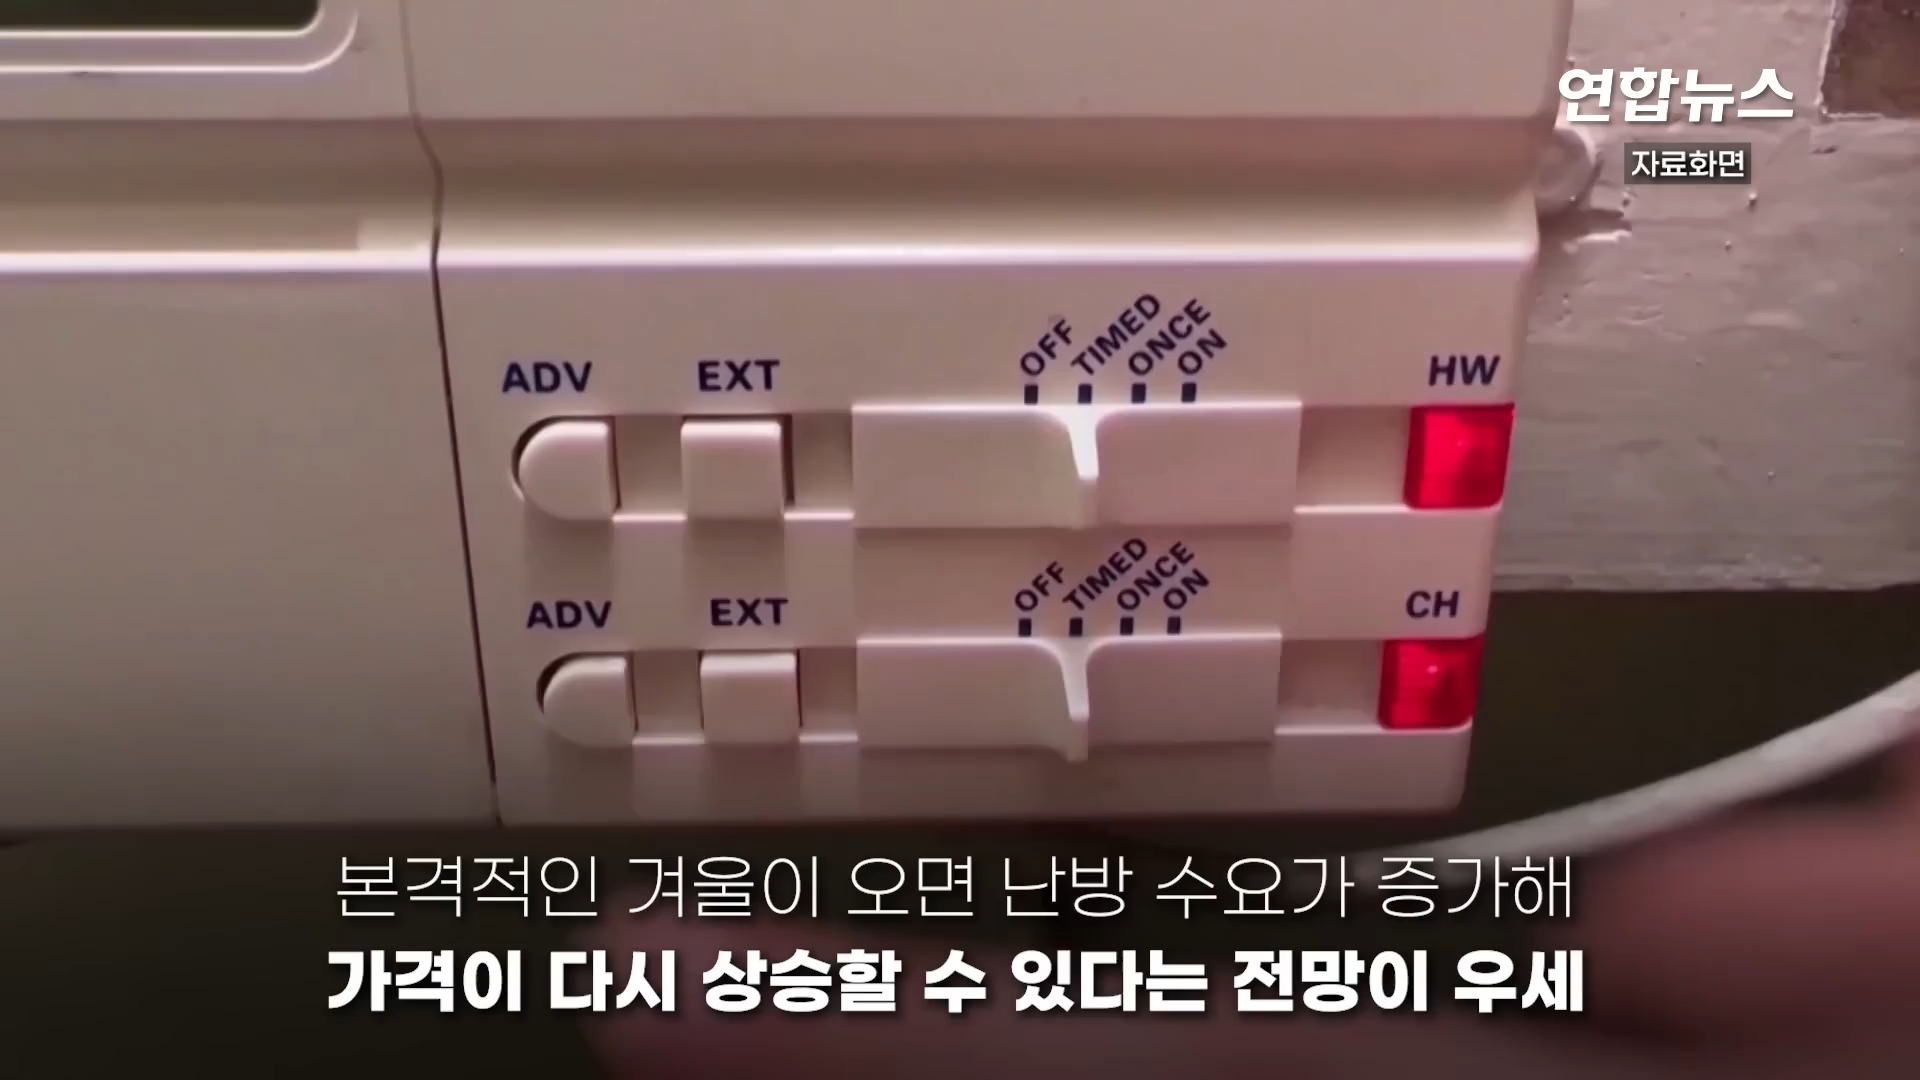 연합뉴스
자료화면
OFF TIMED ONCE ON
ADV EXT HW
OFF TIMED ONCE ON
ADV EXT CH
본격적인 겨울이 오면 난방 수요가 증가해
가격이 다시 상승할 수 있다는 전망이 우세